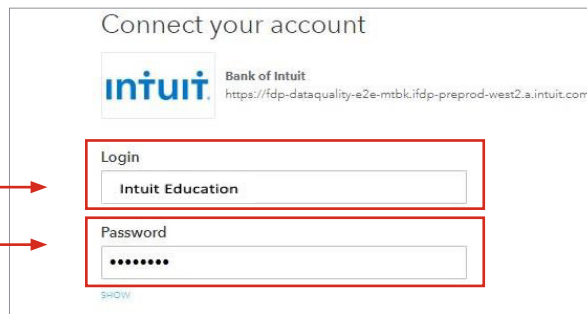 Connect your account
intuit.
Bank of Intuit
https://fdp-dataquality-e2e-mtbk.ifdp-preprod-west2.a.intuit.com
Login
Intuit Education
Password
••••••••
SHOW